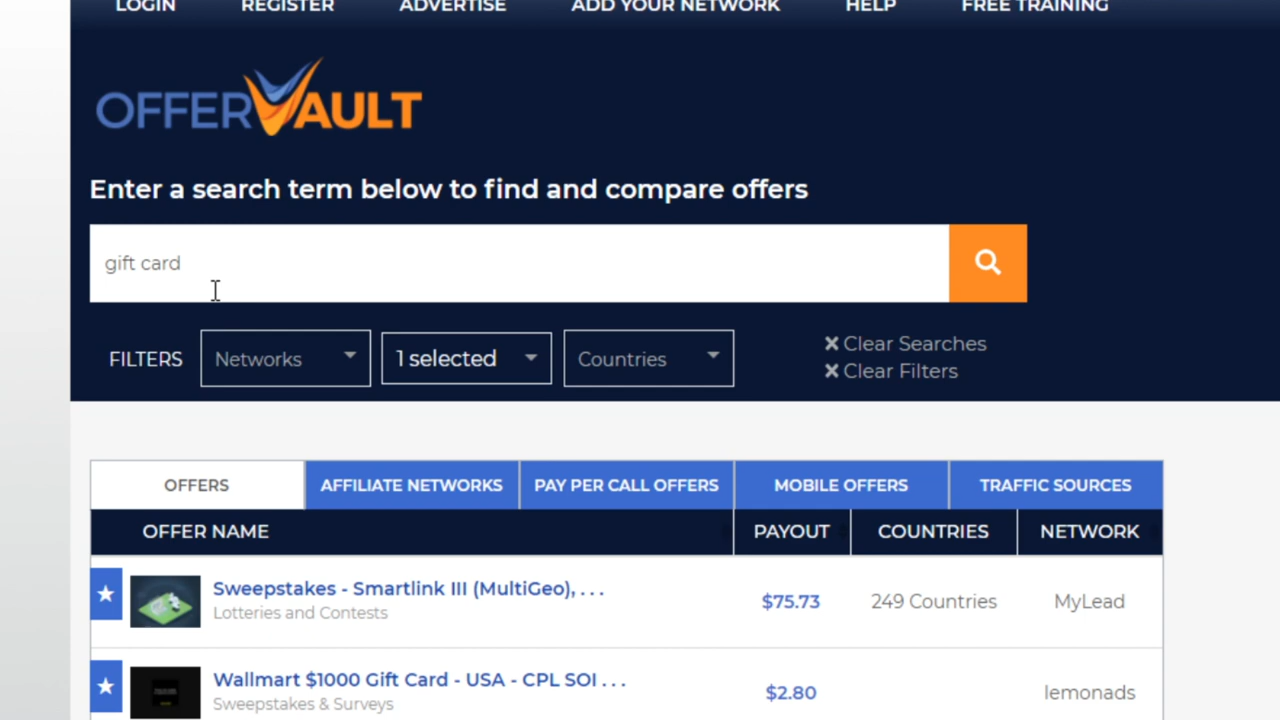 LOGIN REGISTER ADVERTISE ADD YOUR NETWORK HELP FREE TRAINING
OFFERVAULT
Enter a search term below to find and compare offers
gift card
FILTERS Networks 1 selected Countries
Clear Searches
Clear Filters
OFFERS AFFILIATE NETWORKS PAY PER CALL OFFERS MOBILE OFFERS TRAFFIC SOURCES
OFFER NAME PAYOUT COUNTRIES NETWORK
Sweepstakes - Smartlink III (MultiGeo), . . .
Lotteries and Contests
$75.73 249 Countries MyLead
Wallmart $1000 Gift Card - USA - CPL SOI . . .
Sweepstakes & Surveys
$2.80 lemonads